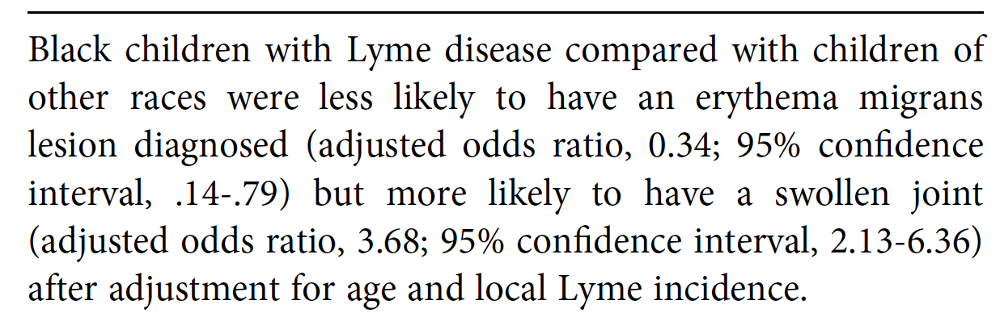 Black children with Lyme disease compared with children of
other races were less likely to have an erythema migrans
lesion diagnosed (adjusted odds ratio, 0.34; 95% confidence
interval, .14-.79) but more likely to have a swollen joint
(adjusted odds ratio, 3.68; 95% confidence interval, 2.13-6.36)
after adjustment for age and local Lyme incidence.